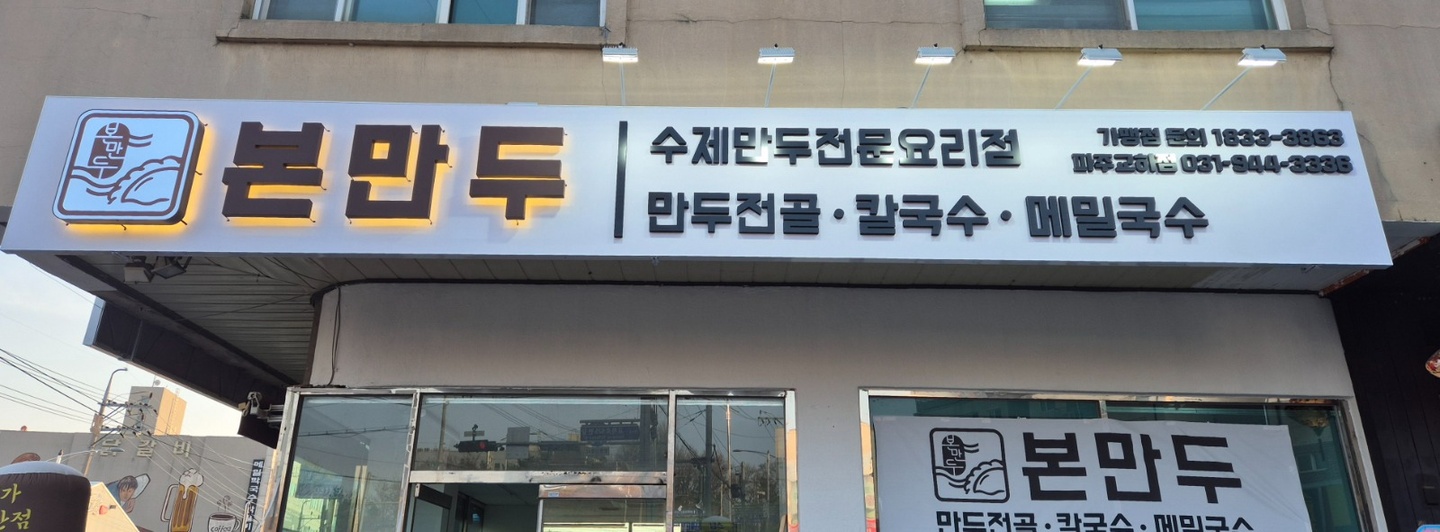 본만두
본만두
수제만두전문요리점
만두전골·칼국수·메밀국수
가맹점 문의 1833-3863
파주교하점 031-944-3336
본만두
본만두
만두전골·칼국수·메밀국수
갈비
가